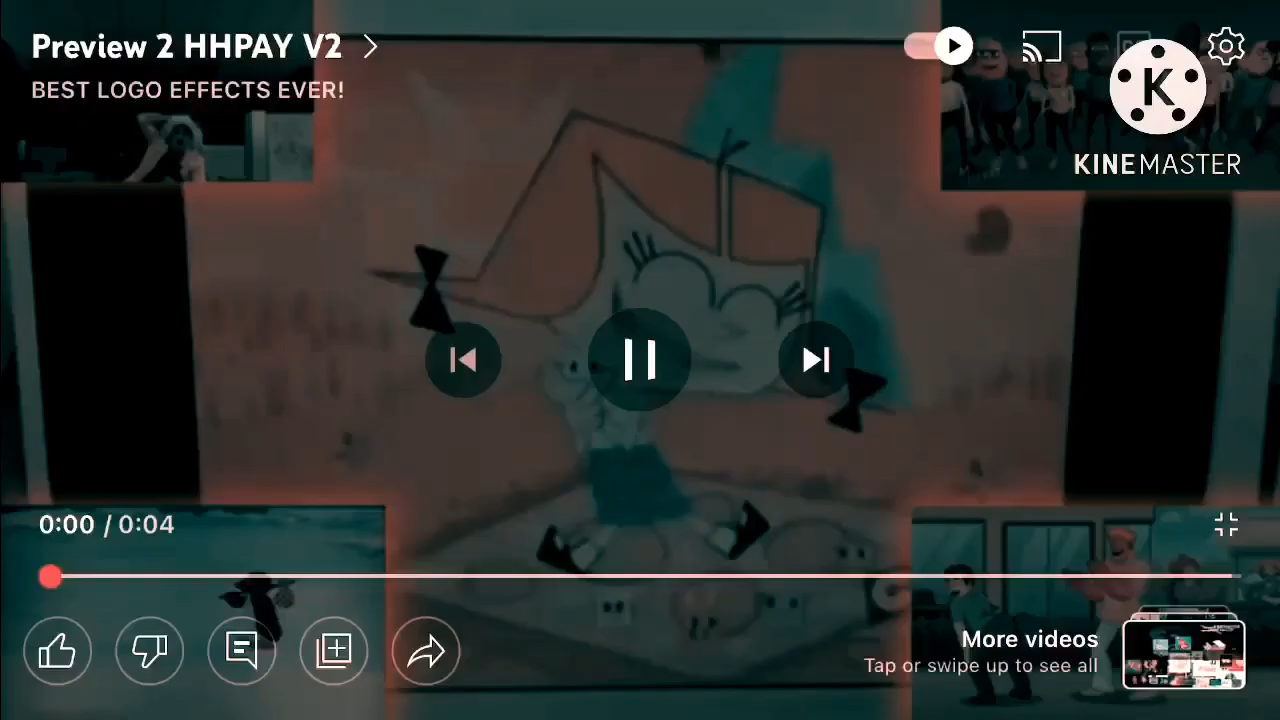 Preview 2 HHPAY V2
BEST LOGO EFFECTS EVER!
K
KINEMASTER
0:00 / 0:04
More videos
Tap or swipe up to see all